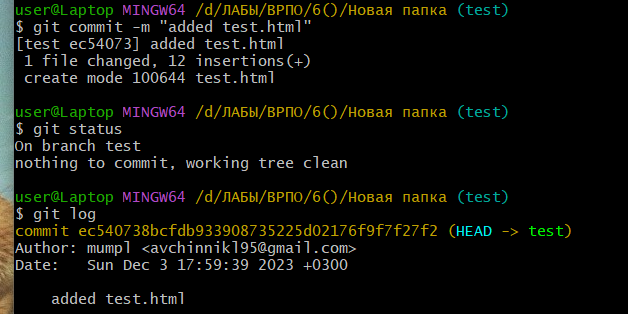 user@Laptop MINGW64 /d/ЛАБЫ/ВРПО/6()/Новая папка (test)
$ git commit -m "added test.html"
[test ec54073] added test.html
 1 file changed, 12 insertions(+)
 create mode 100644 test.html
user@Laptop MINGW64 /d/ЛАБЫ/ВРПО/6()/Новая папка (test)
$ git status
On branch test
nothing to commit, working tree clean
user@Laptop MINGW64 /d/ЛАБЫ/ВРПО/6()/Новая папка (test)
$ git log
commit ec540738bcfdb933908735225d02176f9f7f27f2 (HEAD -> test)
Author: mumpl <avchinnikl95@gmail.com>
Date:   Sun Dec 3 17:59:39 2023 +0300
    added test.html